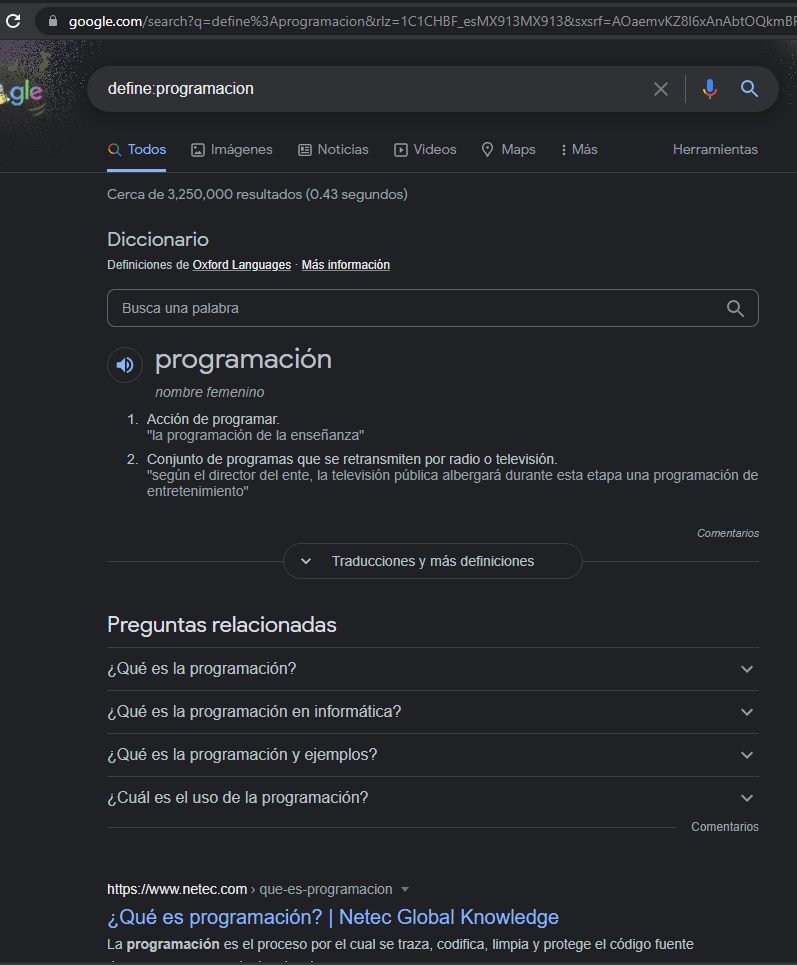 google.com/search?q=define%3Aprogramacion&rlz=1C1CHBF_esMX913MX913&sxsrf=AOaemvKZ8I6xAnAbtOQkmBF
gle
define:programacion
Todos Imágenes Noticias Videos Maps Más Herramientas
Cerca de 3,250,000 resultados (0.43 segundos)
Diccionario
Definiciones de Oxford Languages · Más información
Busca una palabra
programación
nombre femenino
1. Acción de programar.
"la programación de la enseñanza"
2. Conjunto de programas que se retransmiten por radio o televisión.
"según el director del ente, la televisión pública albergará durante esta etapa una programación de
entretenimiento"
Comentarios
Traducciones y más definiciones
Preguntas relacionadas
¿Qué es la programación?
¿Qué es la programación en informática?
¿Qué es la programación y ejemplos?
¿Cuál es el uso de la programación?
Comentarios
https://www.netec.com › que-es-programacion
¿Qué es programación? | Netec Global Knowledge
La programación es el proceso por el cual se traza, codifica, limpia y protege el código fuente